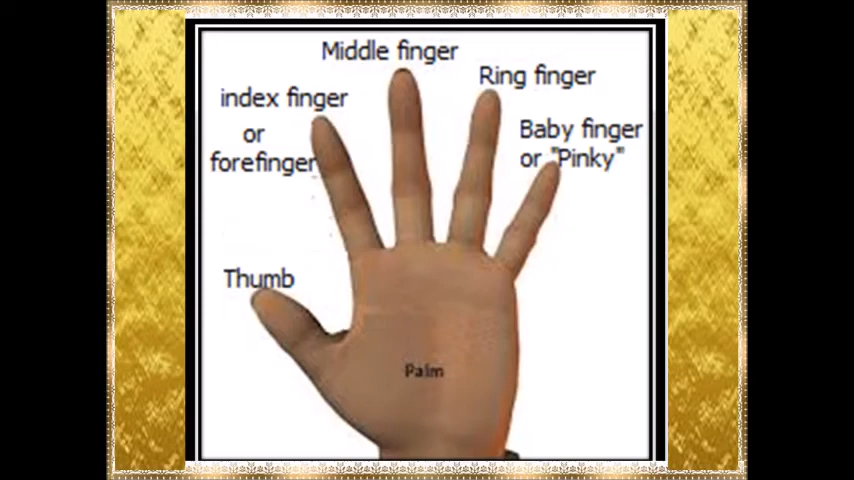 Middle finger
Ring finger
index finger
or
forefinger
Baby finger
or "Pinky"
Thumb
Palm